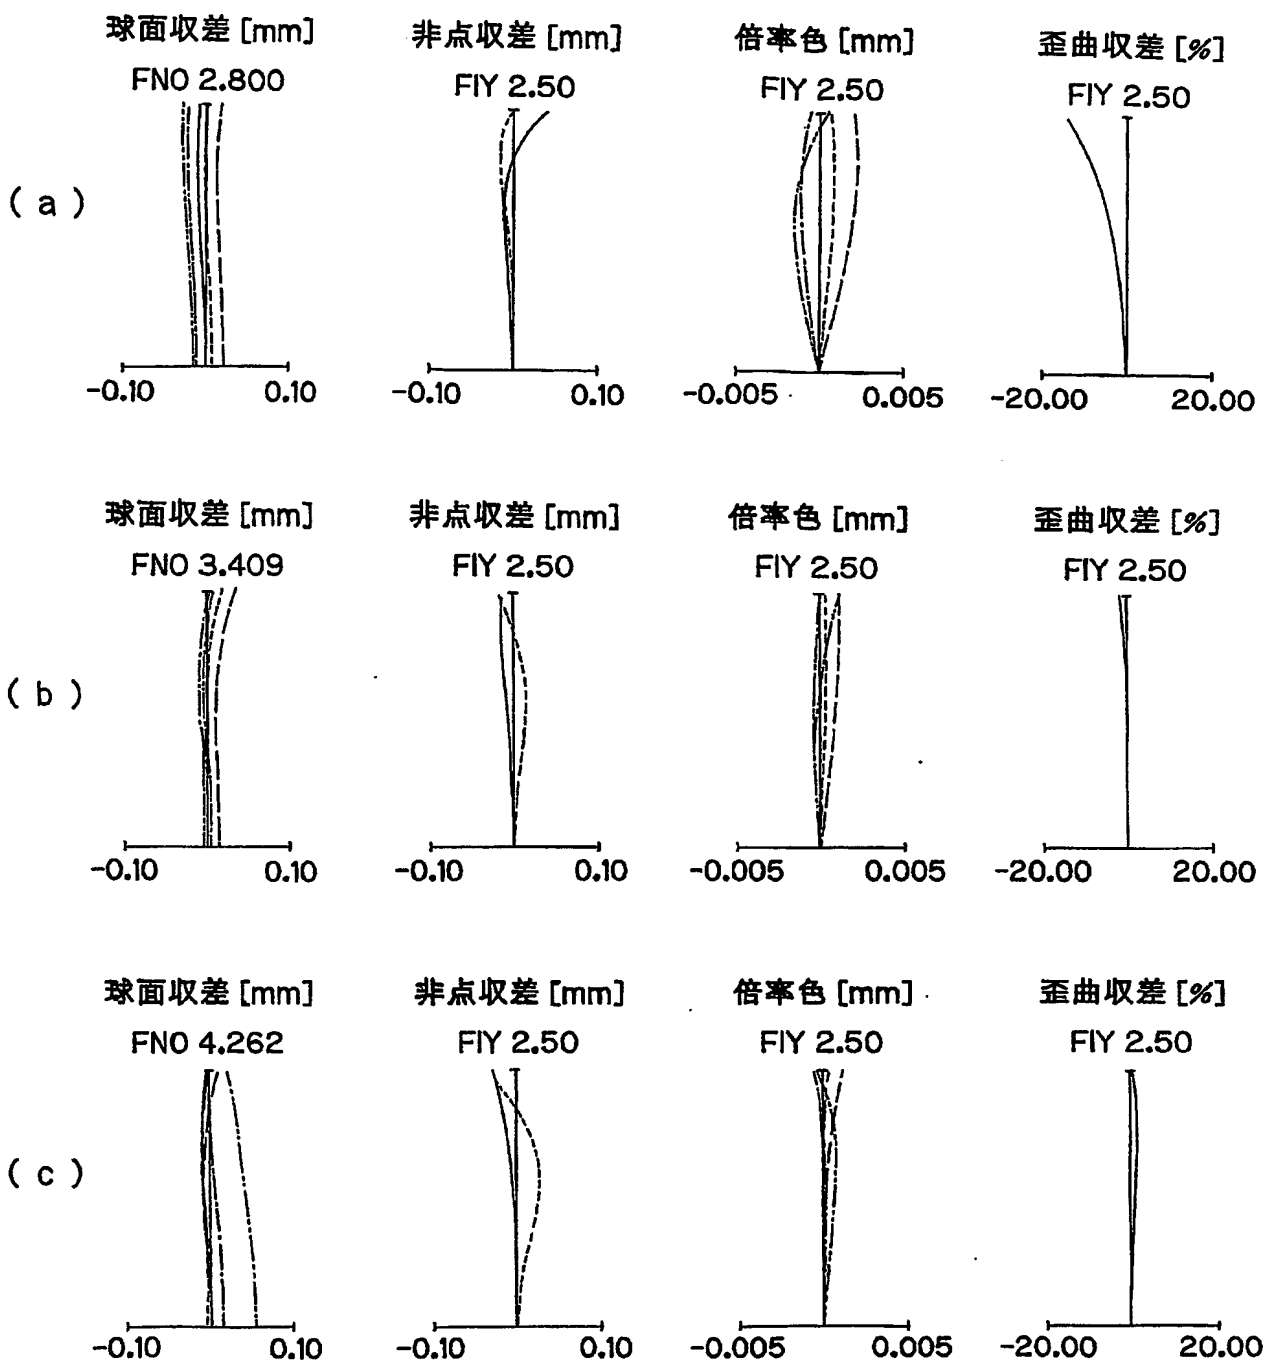 球面収差 [mm] 非点収差 [mm] 倍率色 [mm] 歪曲収差 [%]
FNO 2.800 FIY 2.50 FIY 2.50 FIY 2.50
( a )
-0.10 0.10 -0.10 0.10 -0.005 0.005 -20.00 20.00
球面収差 [mm] 非点収差 [mm] 倍率色 [mm] 歪曲収差 [%]
FNO 3.409 FIY 2.50 FIY 2.50 FIY 2.50
( b )
-0.10 0.10 -0.10 0.10 -0.005 0.005 -20.00 20.00
球面収差 [mm] 非点収差 [mm] 倍率色 [mm] 歪曲収差 [%]
FNO 4.262 FIY 2.50 FIY 2.50 FIY 2.50
( c )
-0.10 0.10 -0.10 0.10 -0.005 0.005 -20.00 20.00